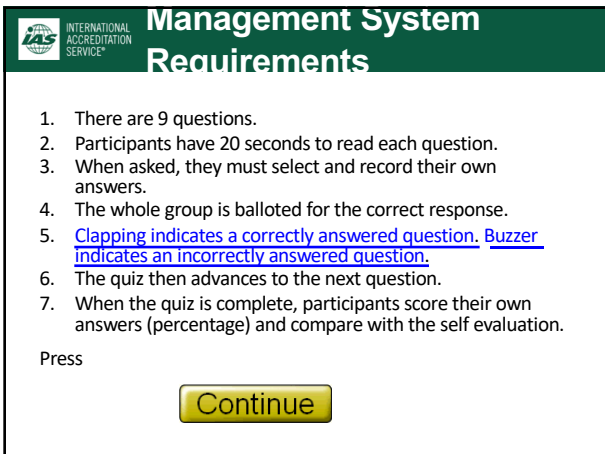 IAS
INTERNATIONAL
ACCREDITATION
SERVICE®
Management System
Requirements
1. There are 9 questions.
2. Participants have 20 seconds to read each question.
3. When asked, they must select and record their own
answers.
4. The whole group is balloted for the correct response.
5. Clapping indicates a correctly answered question. Buzzer
indicates an incorrectly answered question.
6. The quiz then advances to the next question.
7. When the quiz is complete, participants score their own
answers (percentage) and compare with the self evaluation.
Press
Continue